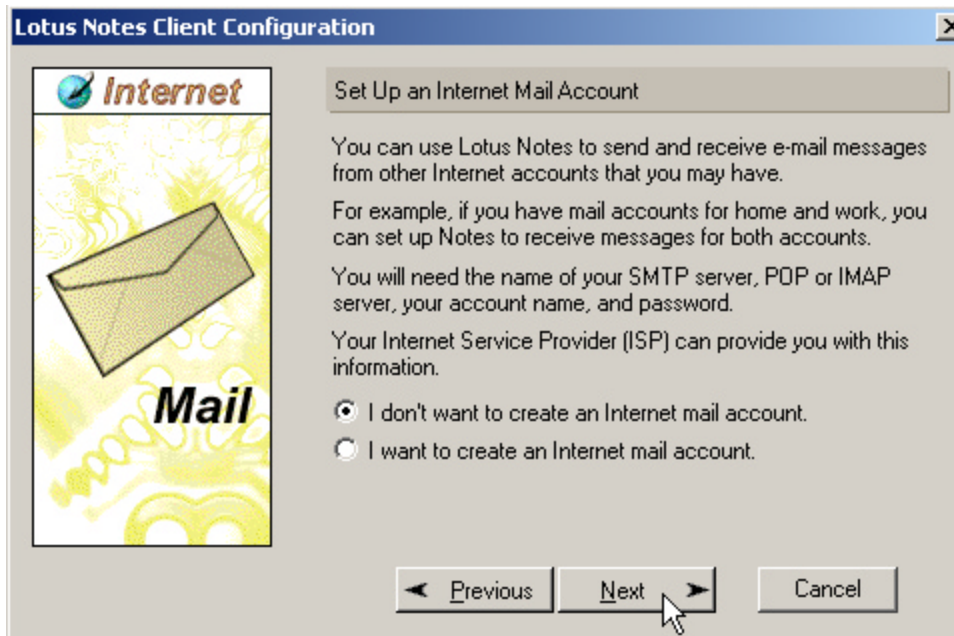 Lotus Notes Client Configuration
Internet
Mail
Set Up an Internet Mail Account
You can use Lotus Notes to send and receive e-mail messages
from other Internet accounts that you may have.
For example, if you have mail accounts for home and work, you
can set up Notes to receive messages for both accounts.
You will need the name of your SMTP server, POP or IMAP
server, your account name, and password.
Your Internet Service Provider (ISP) can provide you with this
information.
I don't want to create an Internet mail account.
I want to create an Internet mail account.
Previous Next Cancel